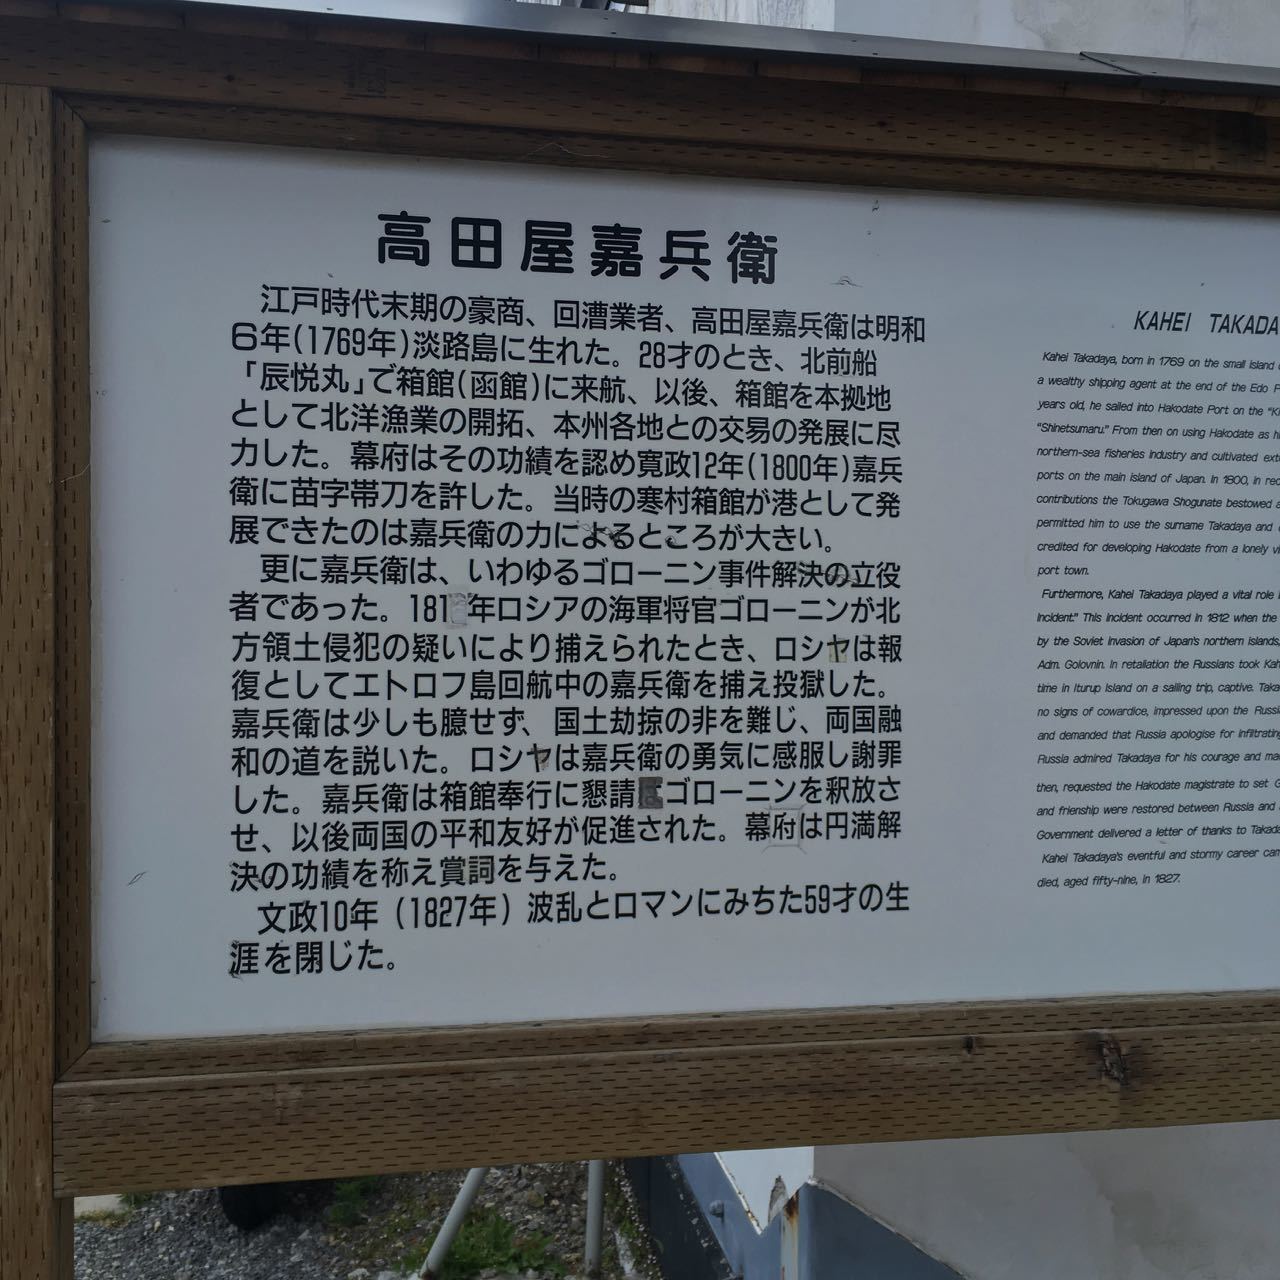 高田屋嘉兵衛
江戸時代末期の豪商、回漕業者、高田屋嘉兵衛は明和
6年(1769年)淡路島に生れた。28才のとき、北前船
「辰悦丸」で箱館(函館)に来航、以後、箱館を本拠地
として北洋漁業の開拓、本州各地との交易の発展に尽
力した。幕府はその功績を認め寛政12年(1800年)嘉兵
衛に苗字帯刀を許した。当時の寒村箱館が港として発
展できたのは嘉兵衛の力によるところが大きい。
更に嘉兵衛は、いわゆるゴローニン事件解決の立役
者であった。181 年ロシアの海軍将官ゴローニンが北
方領土侵犯の疑いにより捕えられたとき、ロシヤは報
復としてエトロフ島回航中の嘉兵衛を捕え投獄した。
嘉兵衛は少しも臆せず、国土劫掠の非を難じ、両国融
和の道を説いた。ロシヤは嘉兵衛の勇気に感服し謝罪
した。嘉兵衛は箱館奉行に懇請 ゴローニンを釈放さ
せ、以後両国の平和友好が促進された。幕府は円満解
決の功績を称え賞詞を与えた。
文政10年(1827年)波乱とロマンにみちた59才の生
涯を閉じた。
KAHEI TAKADA
Kahei Takadaya, born in 1769 on the small island
a wealthy shipping agent at the end of the Edo
years old, he sailed into Hakodate Port on the
"Shinetsumaru." From then on using Hakodate as
northern-sea fisheries industry and cultivated
ports on the main island of Japan. In 1800, in
contributions the Tokugawa Shogunate bestowed
permitted him to use the surname Takadaya and
credited for developing Hakodate from a lonely
port town.
Furthermore, Kahei Takadaya played a vital role
Incident." This incident occurred in 1812 when the
by the Soviet Invasion of Japan's northern islands,
Adm. Golovnin. In retaliation the Russians took
time in Iturup Island on a sailing trip, captive.
no signs of cowardice, impressed upon the
and demanded that Russia apologise for infiltrating
Russia admired Takadaya for his courage and
then, requested the Hakodate magistrate to set
and frienship were restored between Russia and
Government delivered a letter of thanks to
Kahei Takadaya's eventful and stormy career
died, aged fifty-nine, in 1827.